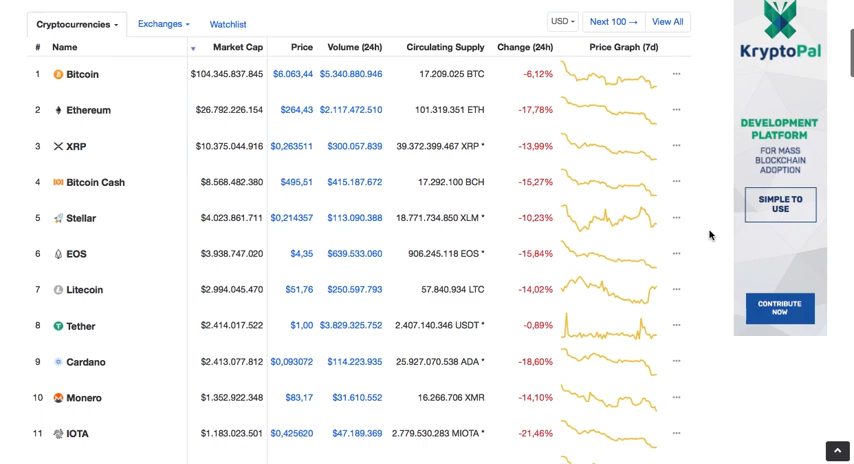 Cryptocurrencies Exchanges Watchlist USD Next 100 → View All
# Name Market Cap Price Volume (24h) Circulating Supply Change (24h) Price Graph (7d)
1 Bitcoin $104.345.837.845 $6.063,44 $5.340.880.946 17.209.025 BTC -6,12%
2 Ethereum $26.792.226.154 $264,43 $2.117.472.510 101.319.351 ETH -17,78%
3 XRP $10.375.044.916 $0,263511 $300.057.839 39.372.399.467 XRP * -13,99%
4 Bitcoin Cash $8.568.482.380 $495,51 $415.187.672 17.292.100 BCH -15,27%
5 Stellar $4.023.861.711 $0,214357 $113.090.388 18.771.734.850 XLM * -10,23%
6 EOS $3.938.747.020 $4,35 $639.533.060 906.245.118 EOS * -15,84%
7 Litecoin $2.994.045.470 $51,76 $250.597.793 57.840.934 LTC -14,02%
8 Tether $2.414.017.522 $1,00 $3.829.325.752 2.407.140.346 USDT * -0,89%
9 Cardano $2.413.077.812 $0,093072 $114.223.935 25.927.070.538 ADA * -18,60%
10 Monero $1.352.922.348 $83,17 $31.610.552 16.266.706 XMR -14,10%
11 IOTA $1.183.023.501 $0,425620 $47.189.369 2.779.530.283 MIOTA * -21,46%
KryptoPal
DEVELOPMENT
PLATFORM
FOR MASS
BLOCKCHAIN
ADOPTION
SIMPLE TO
USE
CONTRIBUTE
NOW